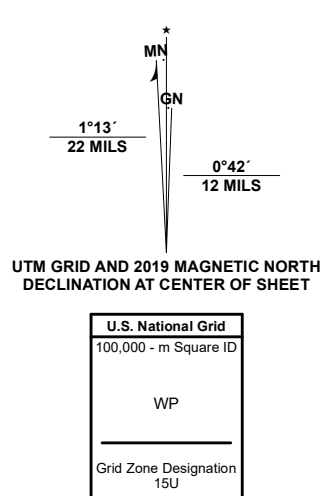 ★
MN
GN
1°13´
22 MILS
0°42´
12 MILS
UTM GRID AND 2019 MAGNETIC NORTH
DECLINATION AT CENTER OF SHEET
U.S. National Grid
100,000 - m Square ID
WP
Grid Zone Designation
15U